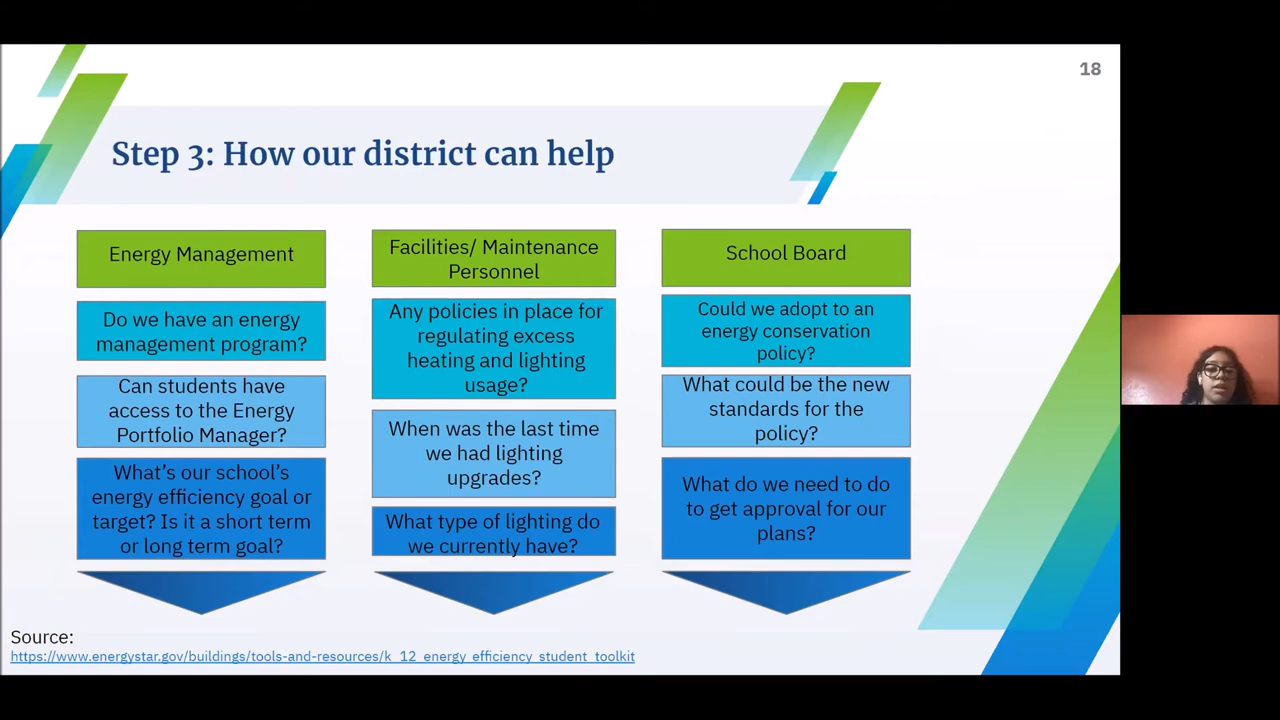 18
Step 3: How our district can help
Energy Management
Do we have an energy
management program?
Can students have
access to the Energy
Portfolio Manager?
What's our school's
energy efficiency goal or
target? Is it a short term
or long term goal?
Facilities/ Maintenance
Personnel
Any policies in place for
regulating excess
heating and lighting
usage?
When was the last time
we had lighting
upgrades?
What type of lighting do
we currently have?
School Board
Could we adopt to an
energy conservation
policy?
What could be the new
standards for the
policy?
What do we need to do
to get approval for our
plans?
Source:
https://www.energystar.gov/buildings/tools-and-resources/k_12_energy_efficiency_student_toolkit